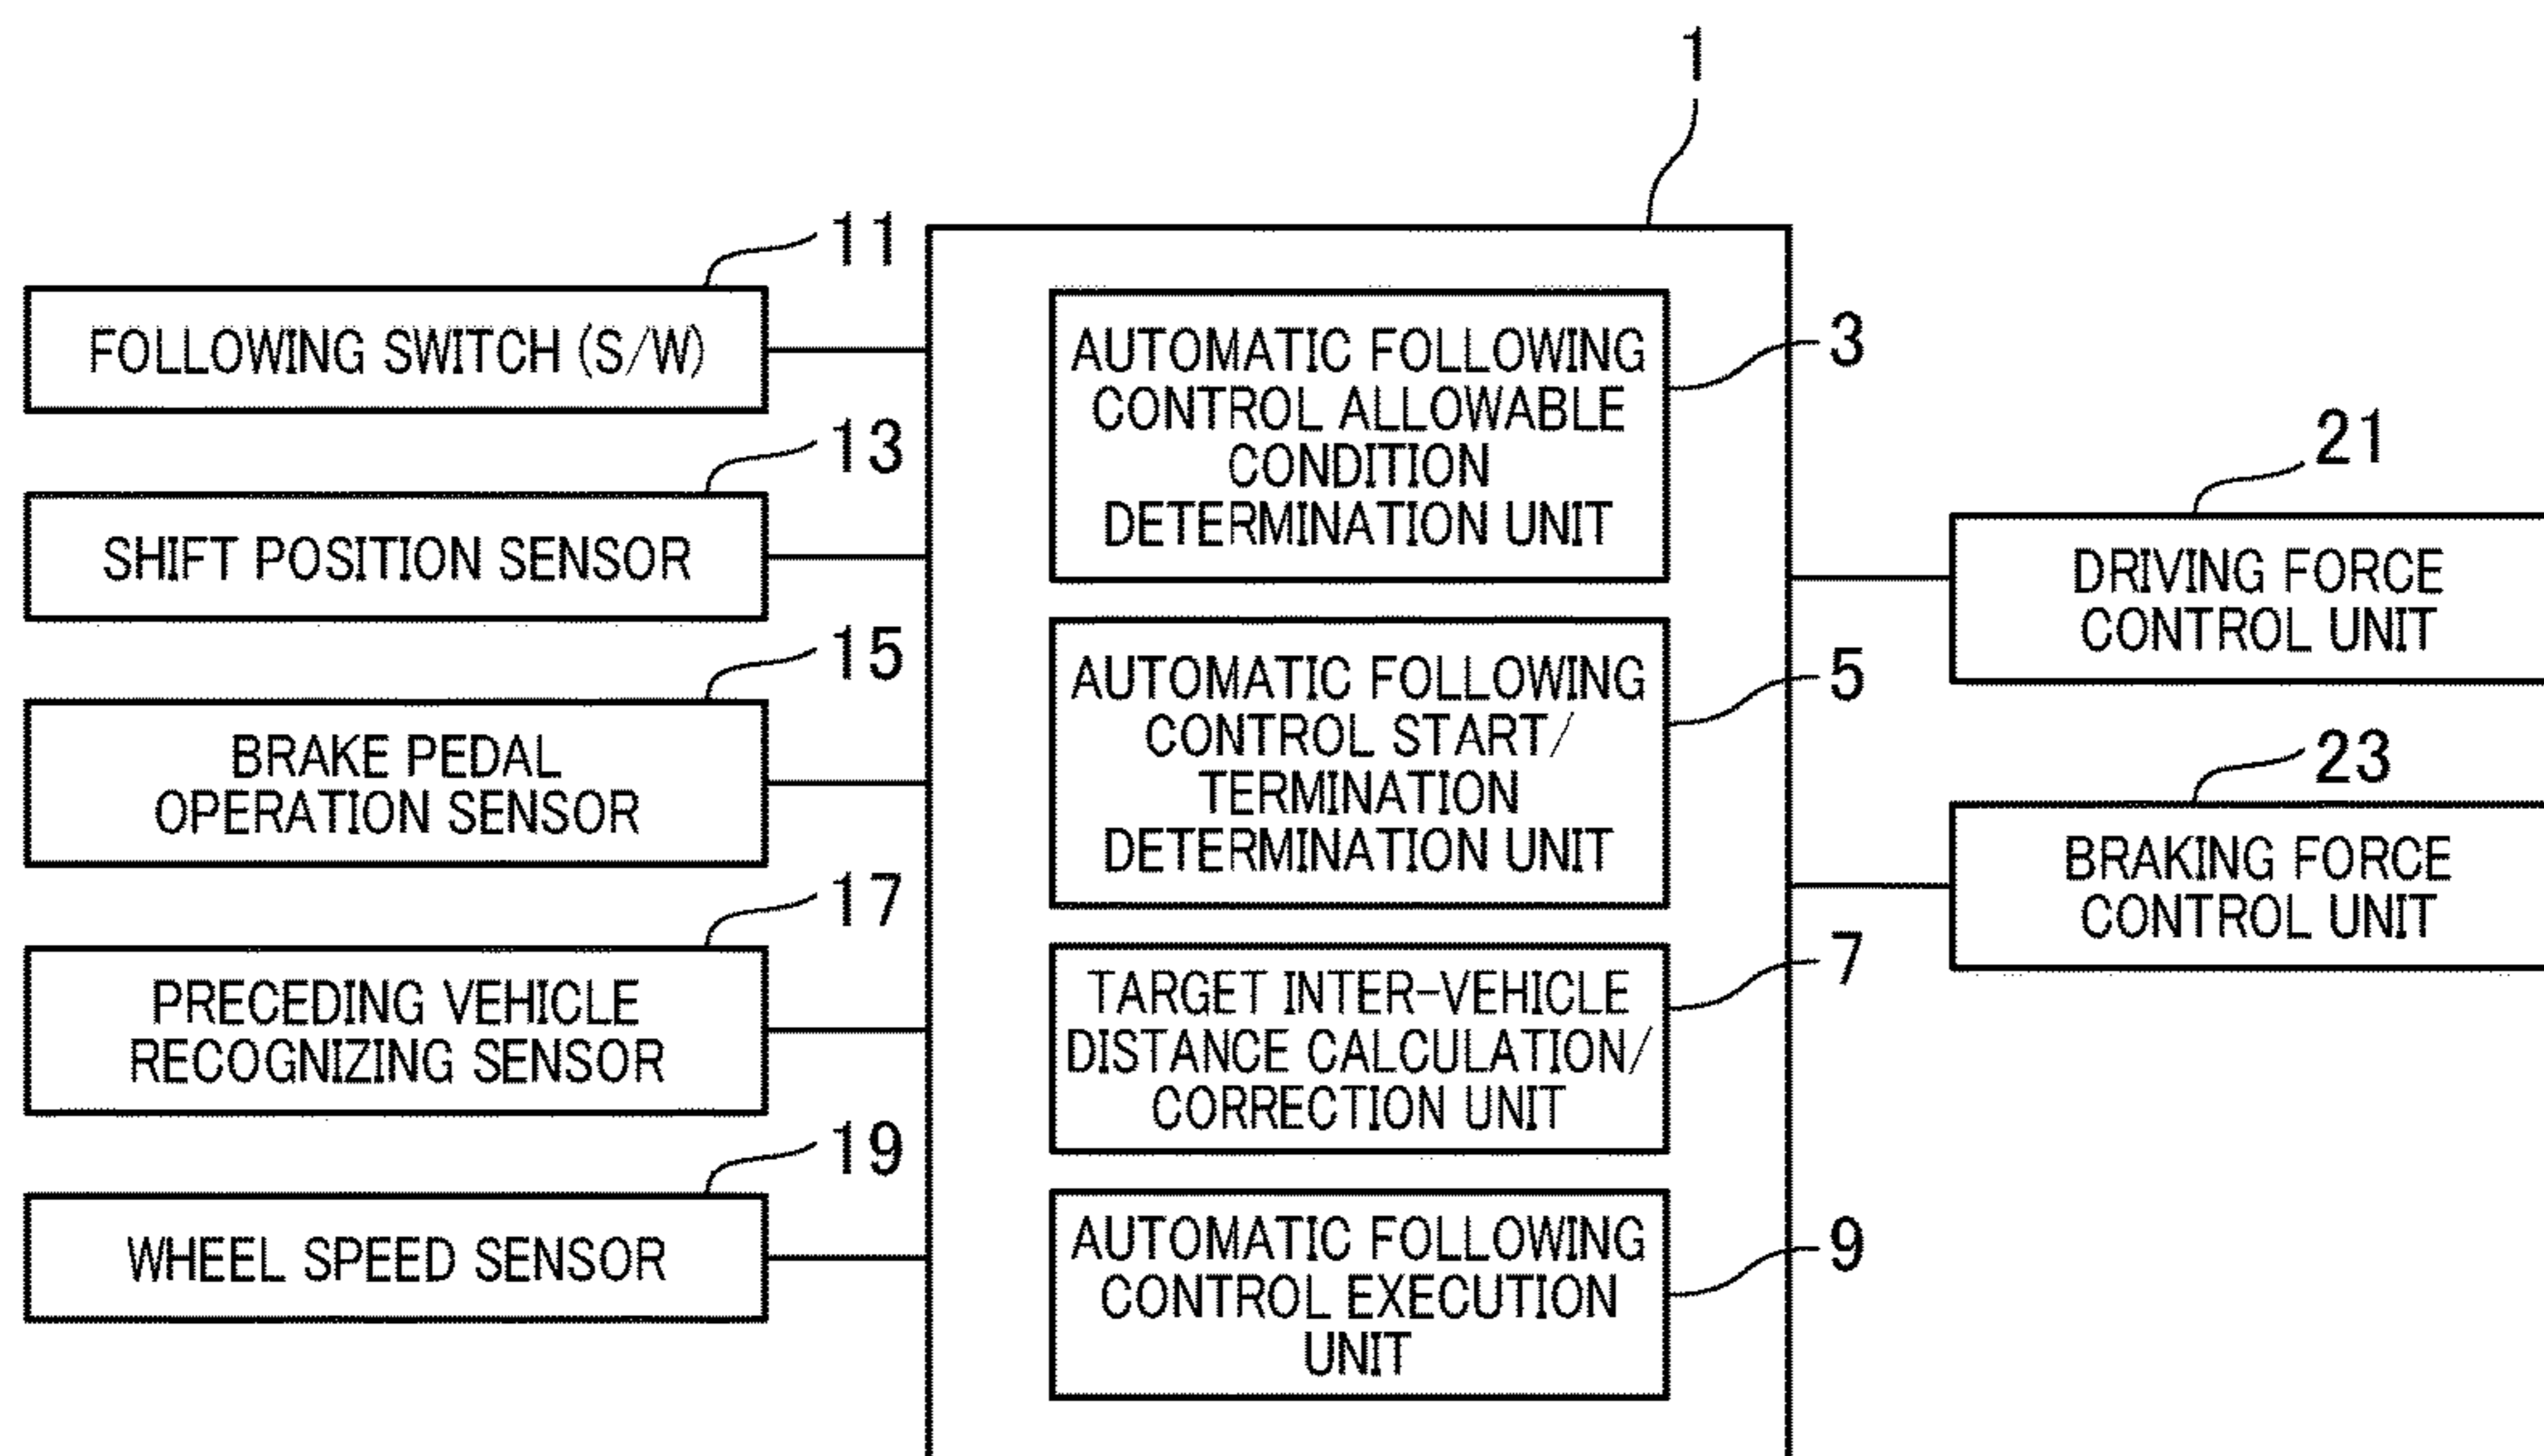 1
11
FOLLOWING SWITCH (S/W)
13
SHIFT POSITION SENSOR
15
BRAKE PEDAL
OPERATION SENSOR
17
PRECEDING VEHICLE
RECOGNIZING SENSOR
19
WHEEL SPEED SENSOR
AUTOMATIC FOLLOWING
CONTROL ALLOWABLE
CONDITION
DETERMINATION UNIT
3
AUTOMATIC FOLLOWING
CONTROL START/
TERMINATION
DETERMINATION UNIT
5
TARGET INTER-VEHICLE
DISTANCE CALCULATION/
CORRECTION UNIT
7
AUTOMATIC FOLLOWING
CONTROL EXECUTION
UNIT
9
21
DRIVING FORCE
CONTROL UNIT
23
BRAKING FORCE
CONTROL UNIT